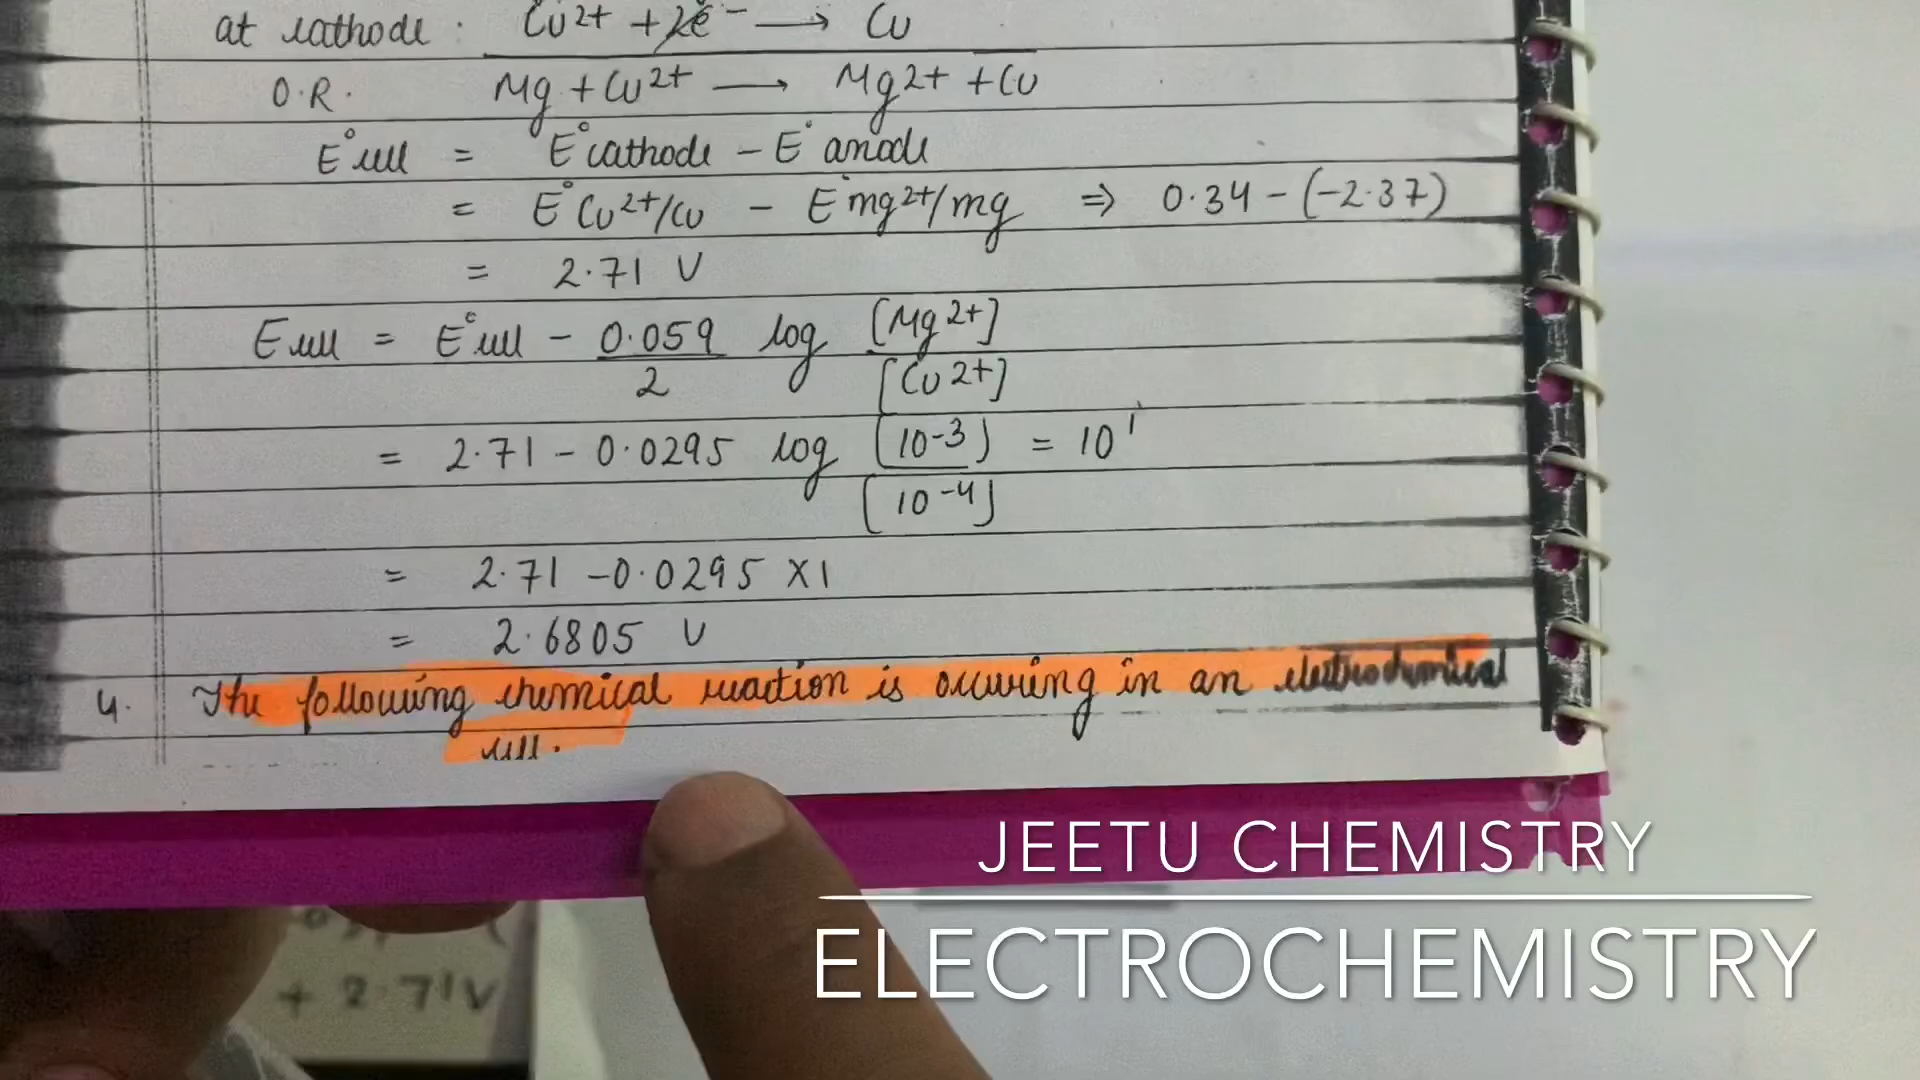 at cathode: Cu2+ + 2e- → Cu
O.R. Mg + Cu2+ → Mg2+ + Cu
E°cell = E°cathode - E°anode
= E°Cu2+/Cu - E°mg2+/mg ⇒ 0.34 - (-2.37)
= 2.71 V
Ecell = E°cell - 0.059/2 log [Mg2+]/[Cu2+]
= 2.71 - 0.0295 log [10-3]/[10-4] = 10¹
= 2.71 - 0.0295 X1
= 2.6805 V
4. The following chemical reaction is occuring in an electrochemical
cell.
+ 2.71V
JEETU CHEMISTRY
ELECTROCHEMISTRY